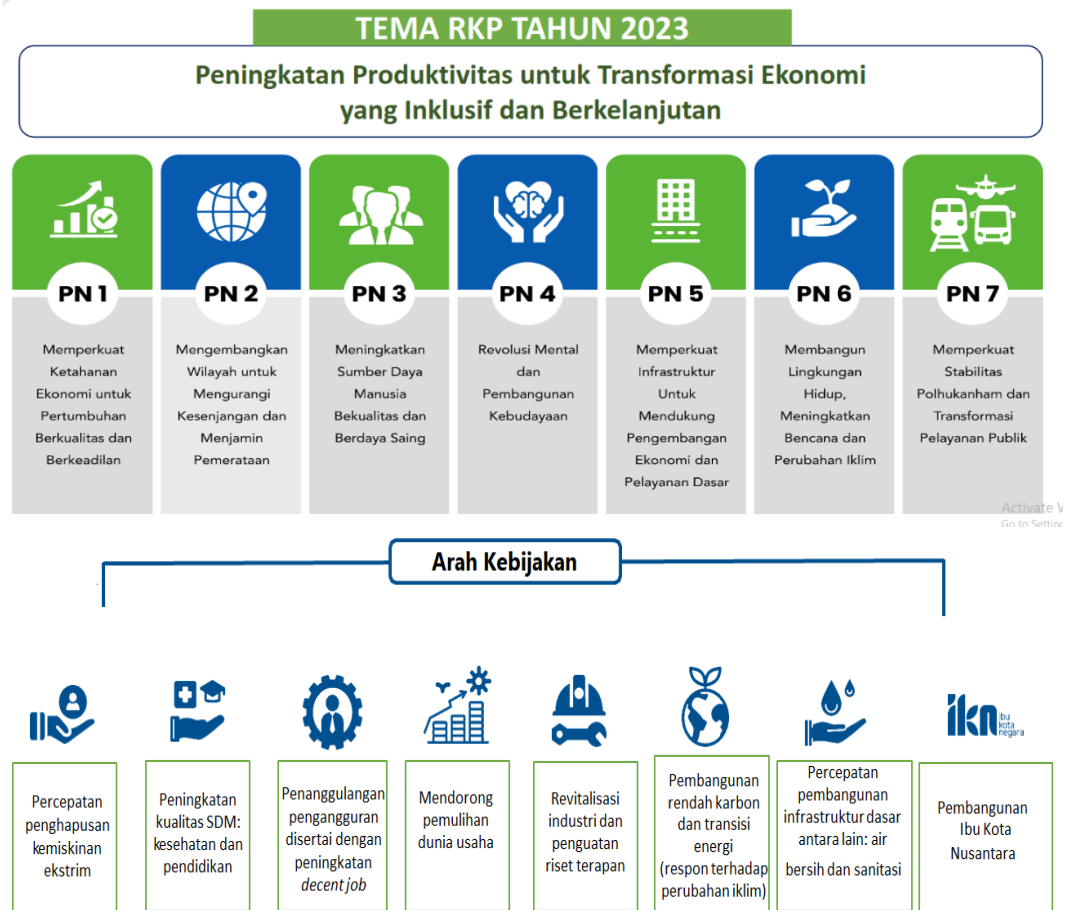 TEMA RKP TAHUN 2023
Peningkatan Produktivitas untuk Transformasi Ekonomi
yang Inklusif dan Berkelanjutan
PN 1
Memperkuat
Ketahanan
Ekonomi untuk
Pertumbuhan
Berkualitas dan
Berkeadilan
PN 2
Mengembangkan
Wilayah untuk
Mengurangi
Kesenjangan dan
Menjamin
Pemerataan
PN 3
Meningkatkan
Sumber Daya
Manusia
Bekualitas dan
Berdaya Saing
PN 4
Revolusi Mental
dan
Pembangunan
Kebudayaan
PN 5
Memperkuat
Infrastruktur
Untuk
Mendukung
Pengembangan
Ekonomi dan
Pelayanan Dasar
PN 6
Membangun
Lingkungan
Hidup,
Meningkatkan
Bencana dan
Perubahan Iklim
PN 7
Memperkuat
Stabilitas
Polhukanham dan
Transformasi
Pelayanan Publik
Activate W
Go to Setting
Arah Kebijakan
Percepatan
penghapusan
kemiskinan
ekstrim
Peningkatan
kualitas SDM:
kesehatan dan
pendidikan
Penanggulangan
pengangguran
disertai dengan
peningkatan
decent job
Mendorong
pemulihan
dunia usaha
Revitalisasi
industri dan
penguatan
riset terapan
Pembangunan
rendah karbon
dan transisi
energi
(respon terhadap
perubahan iklim)
Percepatan
pembangunan
infrastruktur dasar
antara lain: air
bersih dan sanitasi
ikn
ibu
kota
negara
Pembangunan
Ibu Kota
Nusantara